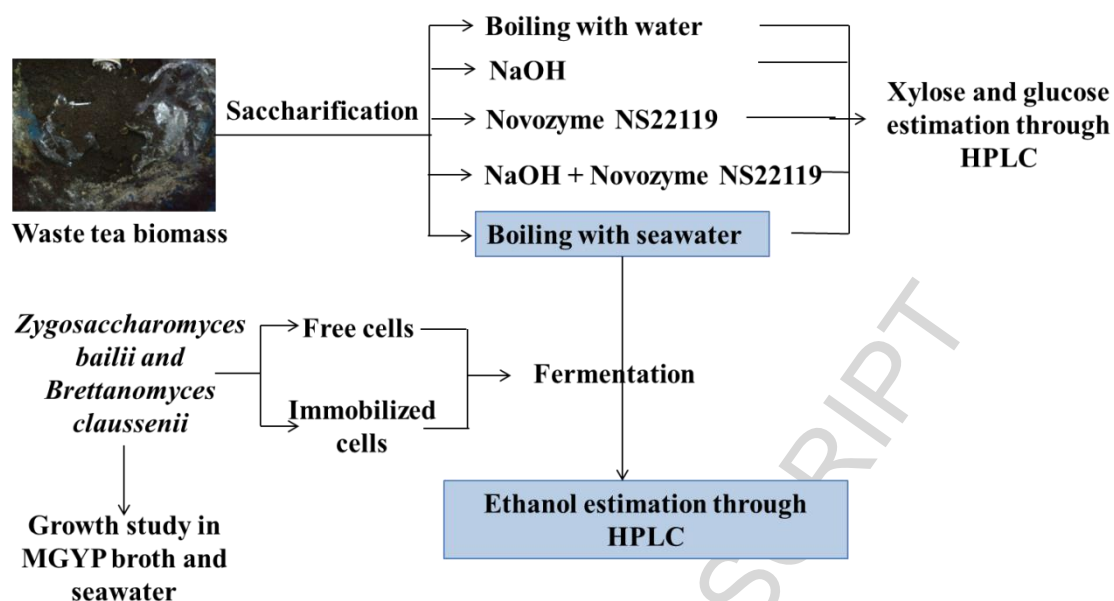 Boiling with water
NaOH
Saccharification
Novozyme NS22119
NaOH + Novozyme NS22119
Boiling with seawater
Xylose and glucose
estimation through
HPLC
Waste tea biomass
Zygosaccharomyces
bailii and
Brettanomyces
claussenii
Free cells
Immobilized
cells
Fermentation
Growth study in
MGYP broth and
seawater
Ethanol estimation through
HPLC
SCRIPT